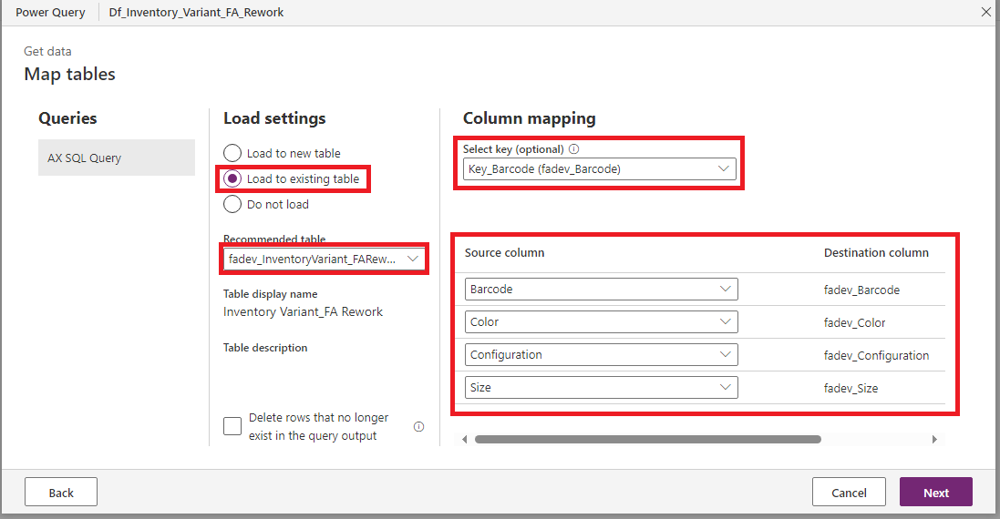 Power Query Df_Inventory_Variant_FA_Rework
Get data
Map tables
Queries
AX SQL Query
Load settings
Load to new table
Load to existing table
Do not load
Recommended table
fadev_InventoryVariant_FARew...
Table display name
Inventory Variant_FA Rework
Table description
Delete rows that no longer
exist in the query output
Column mapping
Select key (optional)
Key_Barcode (fadev_Barcode)
Source column Destination column
Barcode fadev_Barcode
Color fadev_Color
Configuration fadev_Configuration
Size fadev_Size
Back Cancel Next